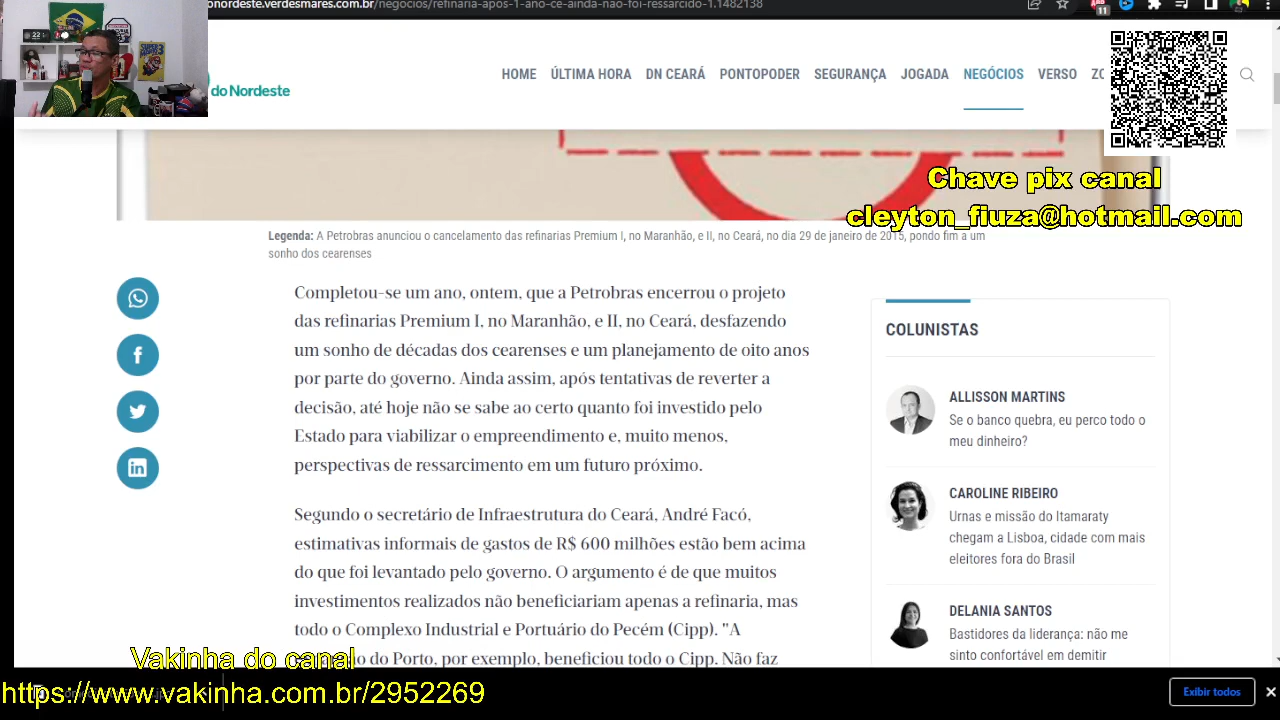 onordeste.verdesmares.com.br/negocios/refinaria-apos-1-ano-ce-ainda-nao-foi-ressarcido-1.1482138
11
22
do Nordeste
HOME ÚLTIMA HORA DN CEARÁ PONTOPODER SEGURANÇA JOGADA NEGÓCIOS VERSO
Chave pix canal
cleyton_fiuza@hotmail.com
Legenda: A Petrobras anunciou o cancelamento das refinarias Premium I, no Maranhão, e II, no Ceará, no dia 29 de janeiro de 2015, pondo fim a um
sonho dos cearenses
Completou-se um ano, ontem, que a Petrobras encerrou o projeto
das refinarias Premium I, no Maranhão, e II, no Ceará, desfazendo
um sonho de décadas dos cearenses e um planejamento de oito anos
por parte do governo. Ainda assim, após tentativas de reverter a
decisão, até hoje não se sabe ao certo quanto foi investido pelo
Estado para viabilizar o empreendimento e, muito menos,
perspectivas de ressarcimento em um futuro próximo.
Segundo o secretário de Infraestrutura do Ceará, André Facó,
estimativas informais de gastos de R$ 600 milhões estão bem acima
do que foi levantado pelo governo. O argumento é de que muitos
investimentos realizados não beneficiariam apenas a refinaria, mas
todo o Complexo Industrial e Portuário do Pecém (Cipp). "A
do Porto, por exemplo, beneficiou todo o Cipp. Não faz
COLUNISTAS
ALLISSON MARTINS
Se o banco quebra, eu perco todo o
meu dinheiro?
CAROLINE RIBEIRO
Urnas e missão do Itamaraty
chegam a Lisboa, cidade com mais
eleitores fora do Brasil
DELANIA SANTOS
Bastidores da liderança: não me
sinto confortável em demitir
Vakinha do canal
https://www.vakinha.com.br/2952269
Exibir todos